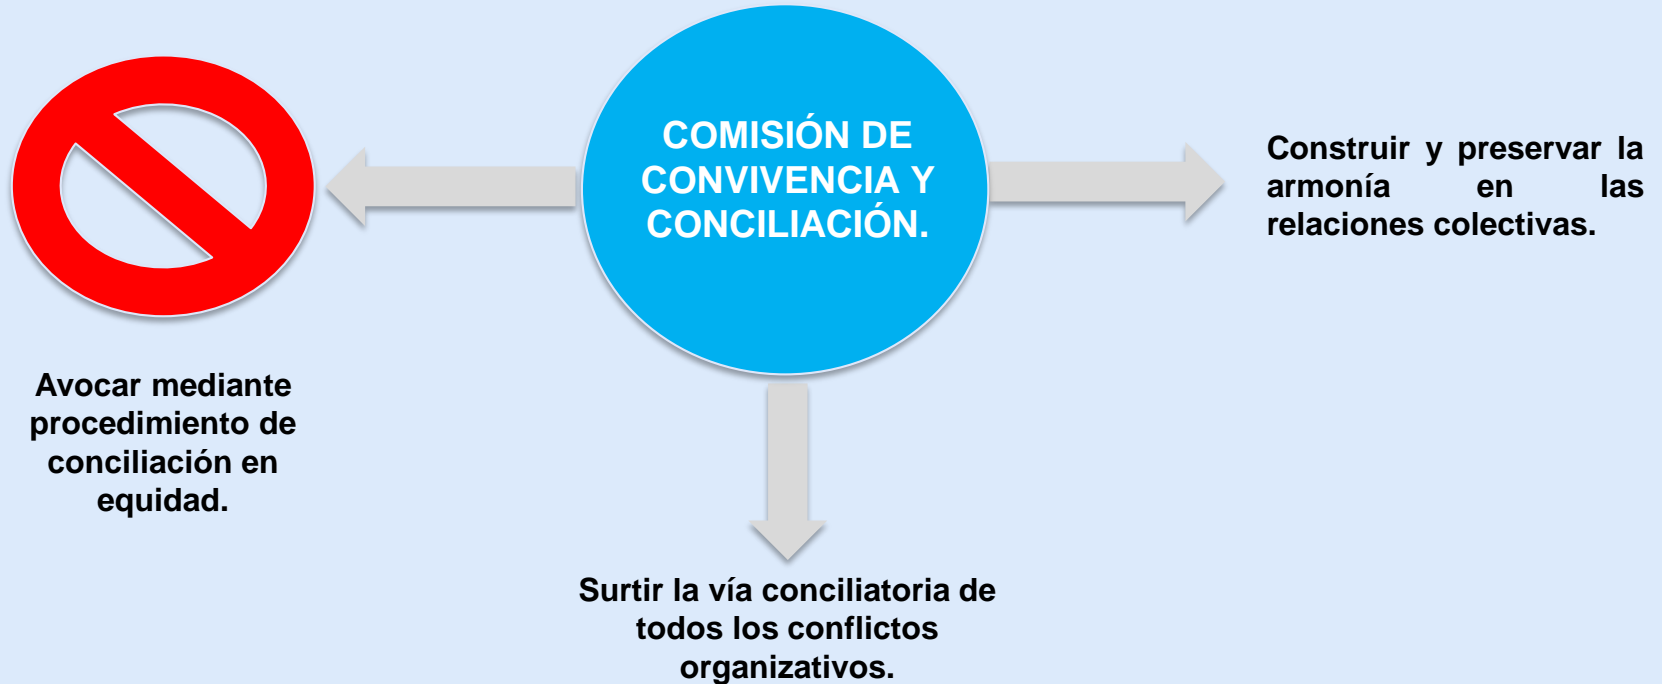 COMISIÓN DE
CONVIVENCIA Y
CONCILIACIÓN.
Construir y preservar la
armonía en las
relaciones colectivas.
Avocar mediante
procedimiento de
conciliación en
equidad.
Surtir la vía conciliatoria de
todos los conflictos
organizativos.